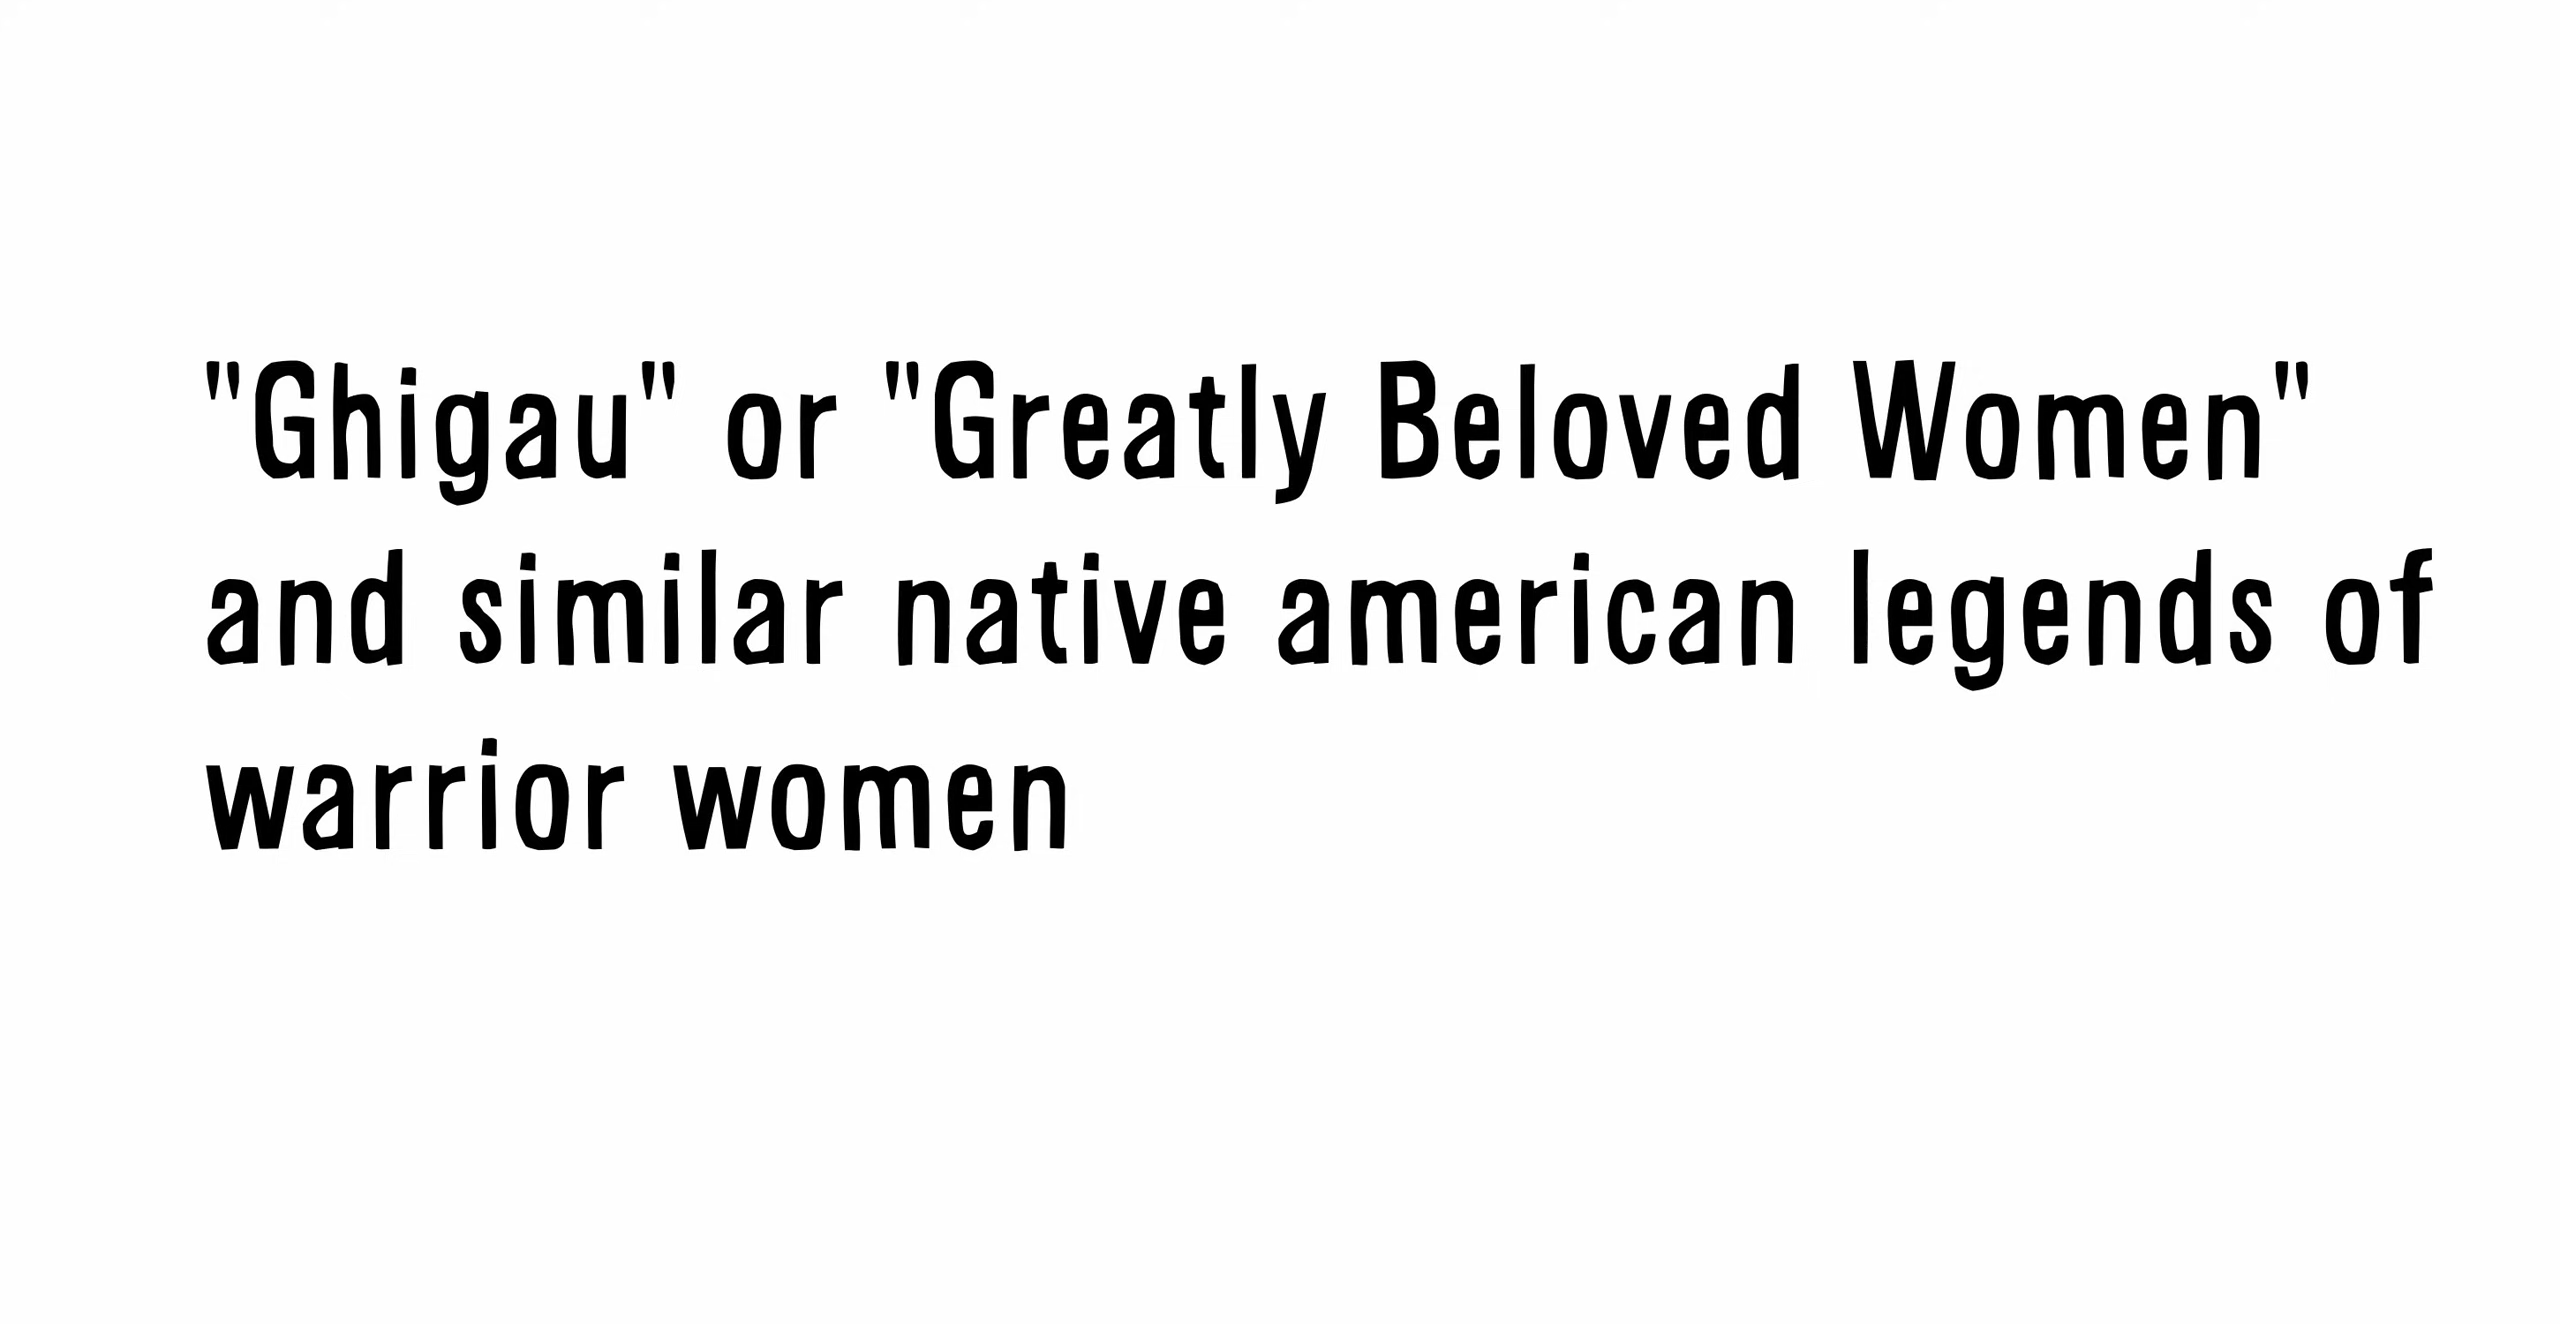 "Ghigau" or "Greatly Beloved Women"
and similar native american legends of
warrior women